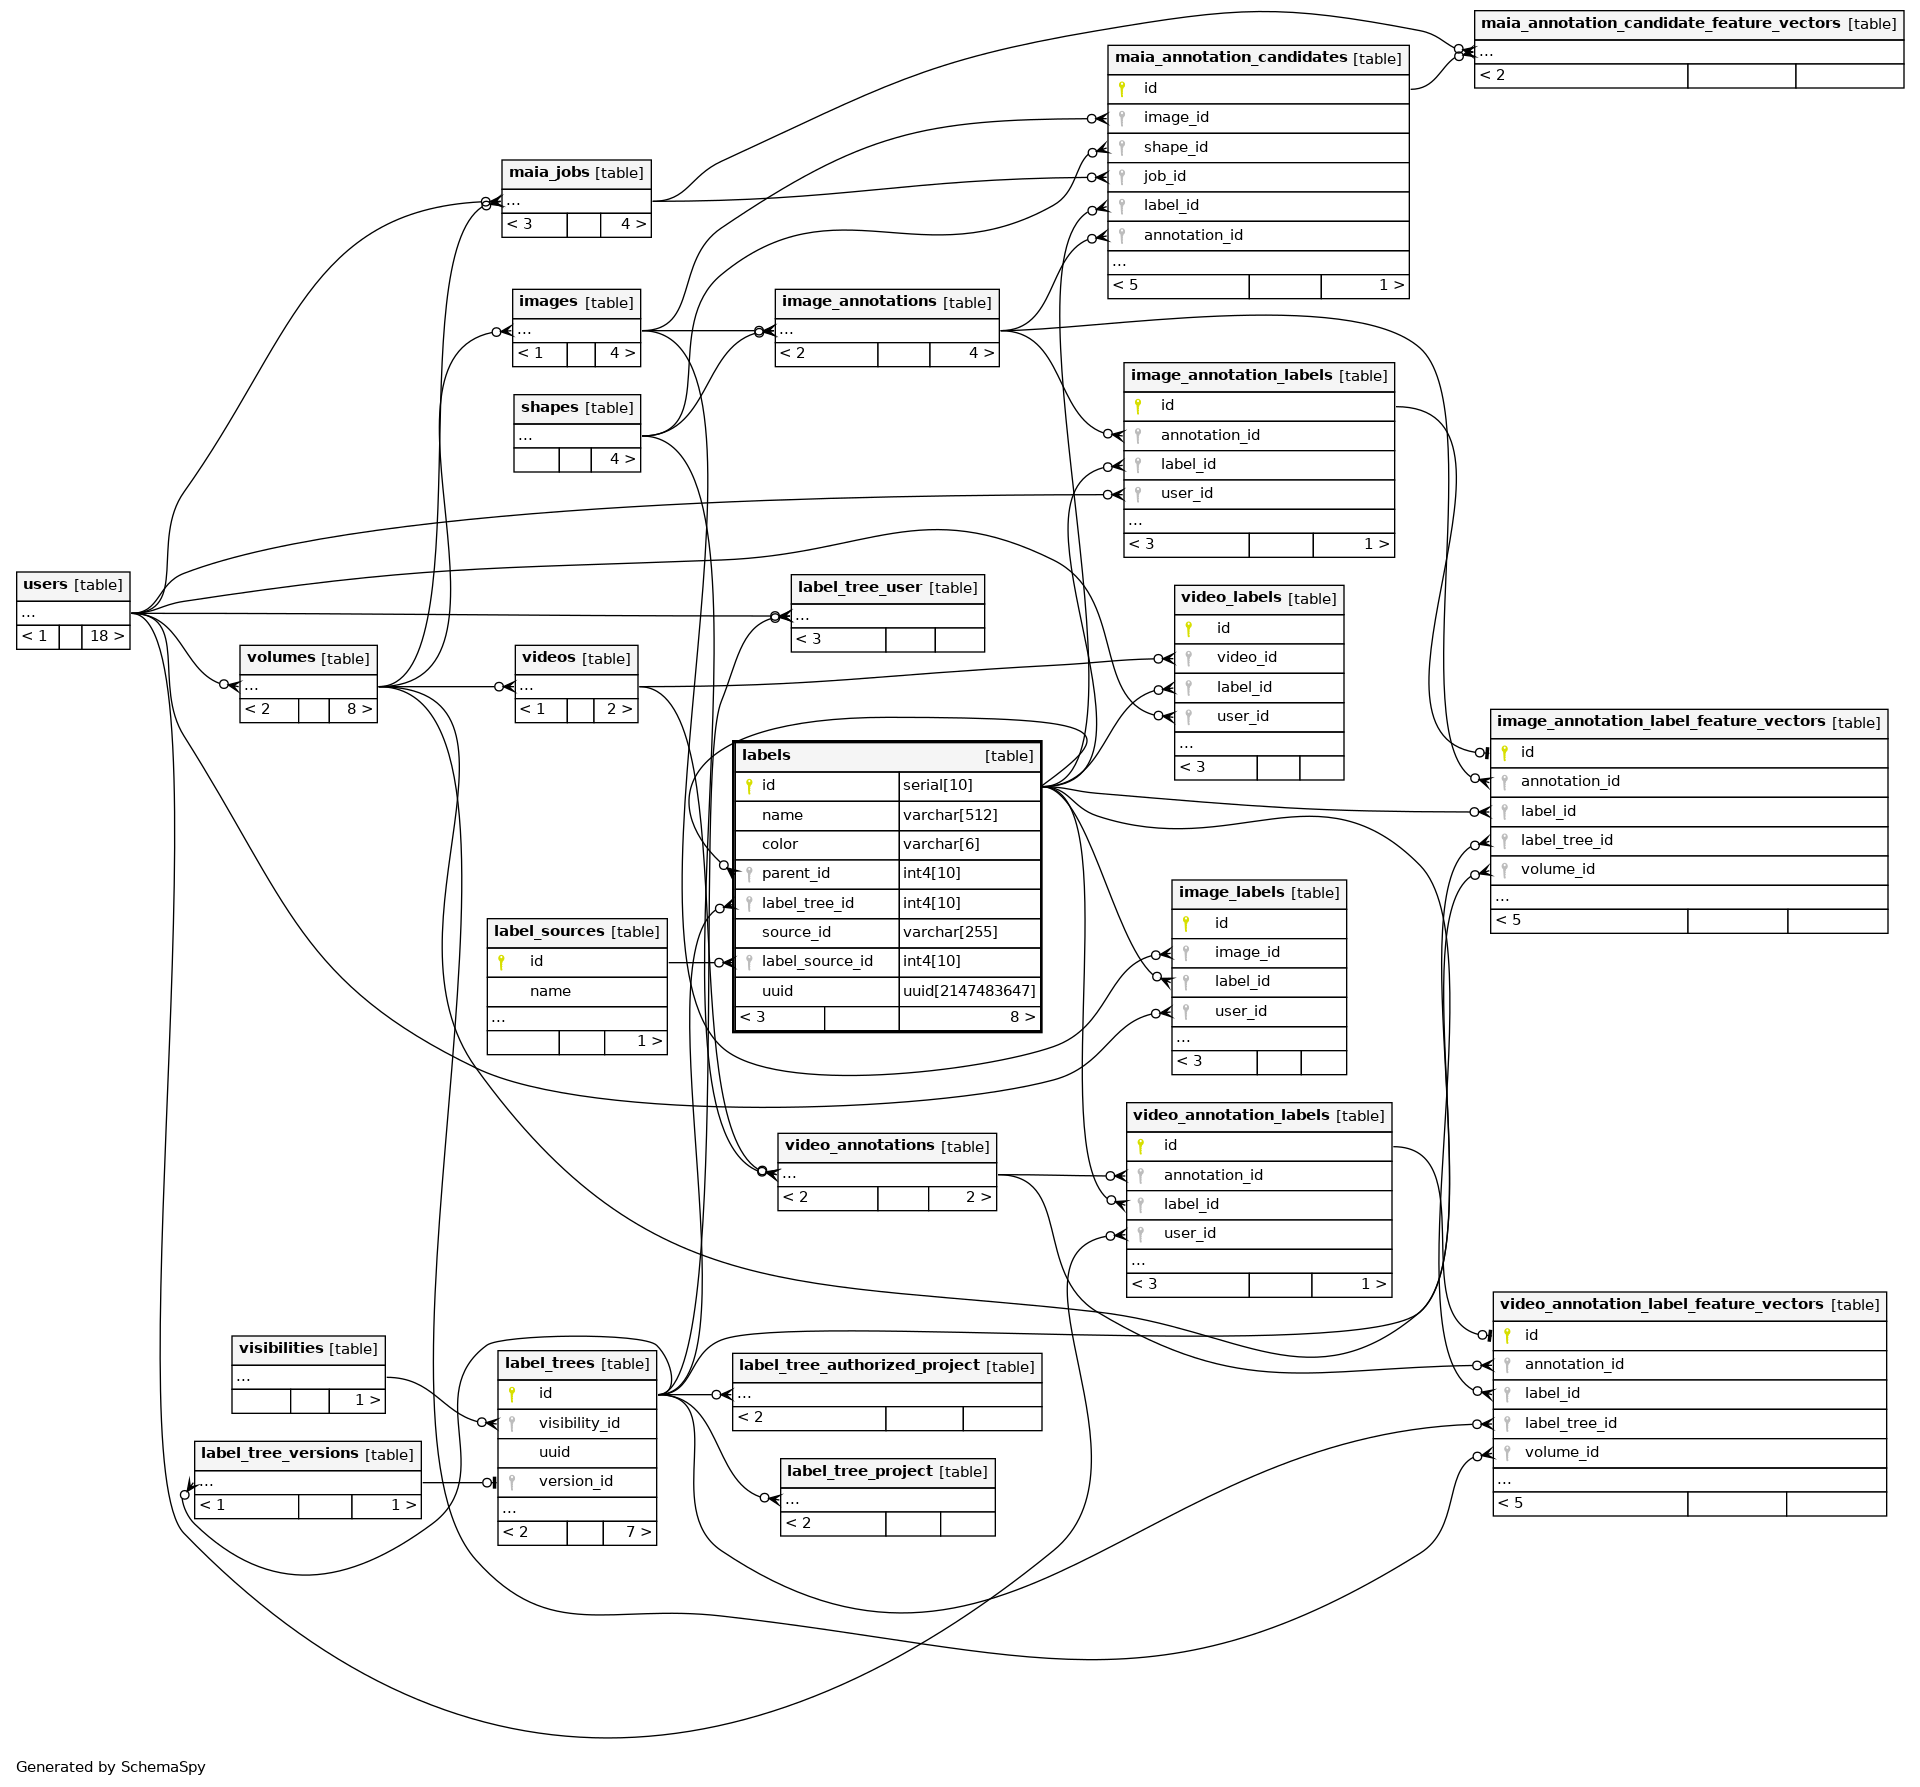 maia_annotation_candidate_feature_vectors [table]
...
< 2
maia_annotation_candidates [table]
id
image_id
shape_id
job_id
label_id
annotation_id
...
< 5 1 >
maia_jobs [table]
...
< 3 4 >
images [table]
...
< 1 4 >
image_annotations [table]
...
< 2 4 >
shapes [table]
...
4 >
image_annotation_labels [table]
id
annotation_id
label_id
user_id
...
< 3 1 >
users [table]
...
< 1 18 >
label_tree_user [table]
...
< 3
video_labels [table]
id
video_id
label_id
user_id
...
< 3
volumes [table]
...
< 2 8 >
videos [table]
...
< 1 2 >
image_annotation_label_feature_vectors [table]
id
annotation_id
label_id
label_tree_id
volume_id
...
< 5
labels [table]
id serial[10]
name varchar[512]
color varchar[6]
parent_id int4[10]
label_tree_id int4[10]
source_id varchar[255]
label_source_id int4[10]
uuid uuid[2147483647]
< 3 8 >
label_sources [table]
id
name
...
1 >
image_labels [table]
id
image_id
label_id
user_id
...
< 3
video_annotation_labels [table]
id
annotation_id
label_id
user_id
...
< 3 1 >
video_annotations [table]
...
< 2 2 >
video_annotation_label_feature_vectors [table]
id
annotation_id
label_id
label_tree_id
volume_id
...
< 5
visibilities [table]
...
1 >
label_trees [table]
id
visibility_id
uuid
version_id
...
< 2 7 >
label_tree_authorized_project [table]
...
< 2
label_tree_versions [table]
...
< 1 1 >
label_tree_project [table]
...
< 2
Generated by SchemaSpy